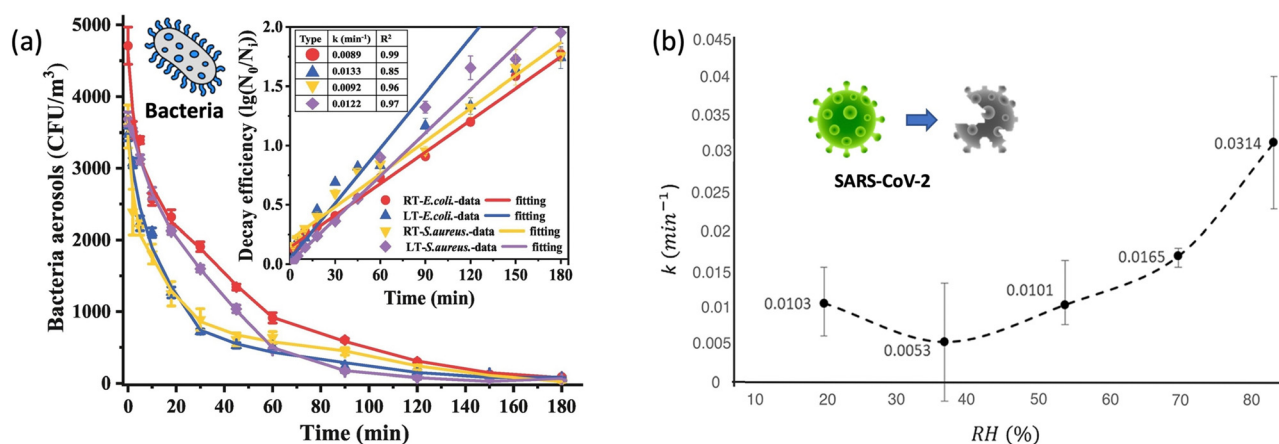 (a)
Bacteria
Bacteria aerosols (CFU/m³)
5000
4000
3000
2000
1000
0
0 20 40 60 80 100 120 140 160 180
Time (min)
Decay efficiency (lg(N₀/Nᵢ))
2.0
1.5
1.0
0.5
0.0
Type k (min⁻¹) R²
0.0089 0.99
0.0133 0.85
0.0092 0.96
0.0122 0.97
RT-E.coli.-data fitting
LT-E.coli.-data fitting
RT-S.aureus.-data fitting
LT-S.aureus.-data fitting
0 30 60 90 120 150 180
Time (min)
(b)
k (min⁻¹)
0.045
0.04
0.035
0.03
0.025
0.02
0.015
0.01
0.005
0
SARS-CoV-2
0.0103
0.0053
0.0101
0.0165
0.0314
10 20 30 40 50 60 70 80
RH (%)